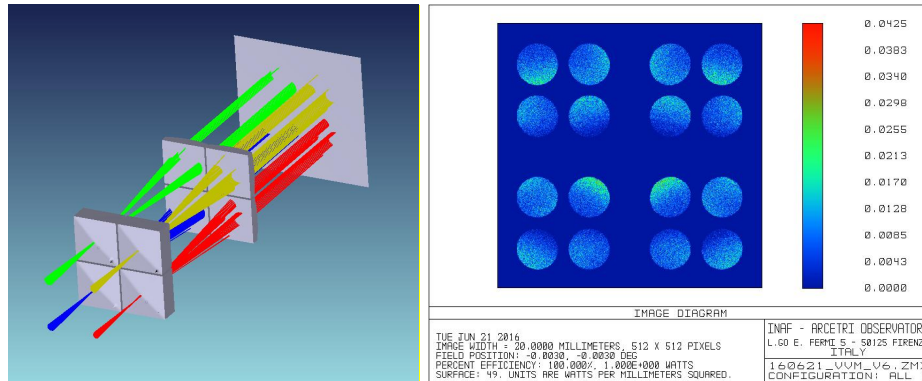 0.0425
0.0383
0.0340
0.0298
0.0255
0.0213
0.0170
0.0128
0.0085
0.0043
0.0000
IMAGE DIAGRAM
TUE JUN 21 2016
IMAGE WIDTH = 20.0000 MILLIMETERS, 512 X 512 PIXELS
FIELD POSITION: -0.0030, -0.0030 DEG
PERCENT EFFICIENCY: 100.000%, 1.000E+000 WATTS
SURFACE: 49. UNITS ARE WATTS PER MILLIMETERS SQUARED.
INAF - ARCETRI OBSERVATOR
L.GO E. FERMI 5 - 50125 FIRENZ
ITALY
160621_VVM_V6.ZM
CONFIGURATION: ALL